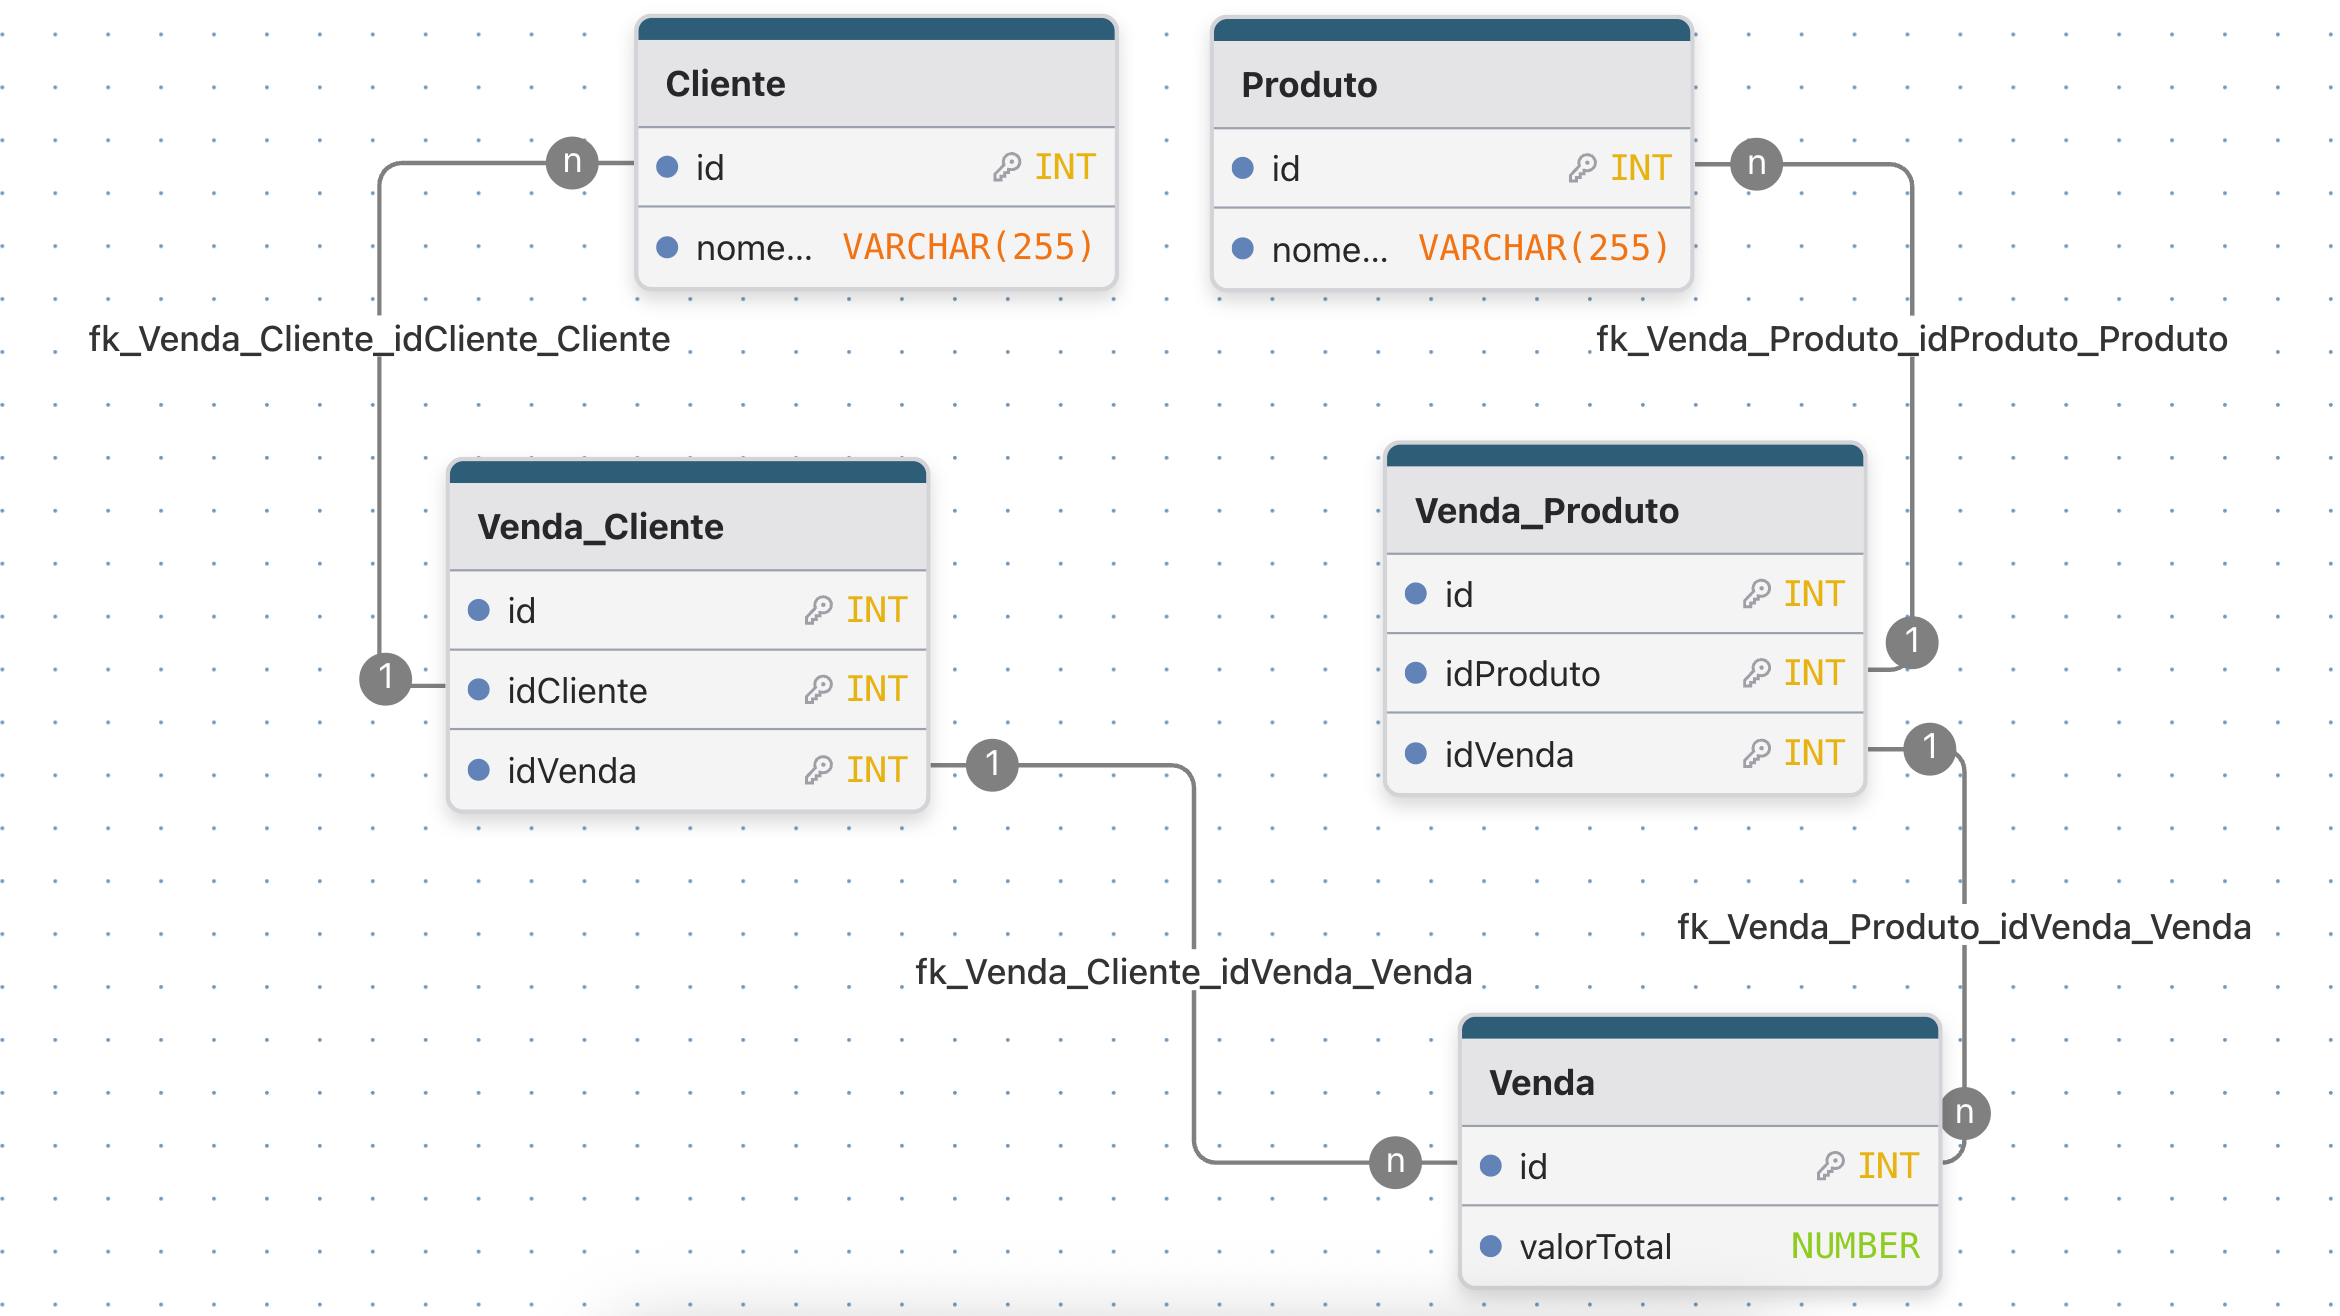 Cliente
id INT
nome... VARCHAR(255)
Produto
id INT
nome... VARCHAR(255)
n
n
fk_Venda_Cliente_idCliente_Cliente
fk_Venda_Produto_idProduto_Produto
Venda_Cliente
id INT
idCliente INT
idVenda INT
1
1
Venda_Produto
id INT
idProduto INT
idVenda INT
1
1
fk_Venda_Cliente_idVenda_Venda
fk_Venda_Produto_idVenda_Venda
n
n
Venda
id INT
valorTotal NUMBER